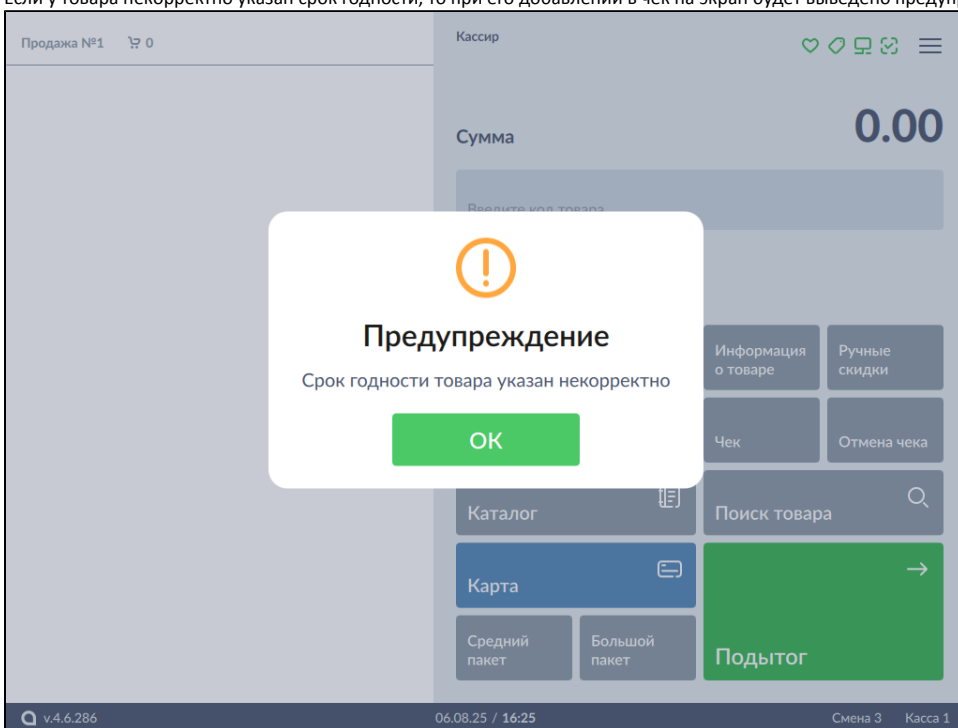 Если у товара некорректно указан срок годности, то при его добавлении в чек на экран будет выведено
Продажа №1 0
Кассир
Сумма
0.00
Введите код товара
Предупреждение
Срок годности товара указан некорректно
ОК
Информация
о товаре
Ручные
скидки
Чек
Отмена чека
Каталог
Поиск товара
Карта
Средний
пакет
Большой
пакет
Подытог
v.4.6.286
06.08.25 / 16:25
Смена 3
Касса 1